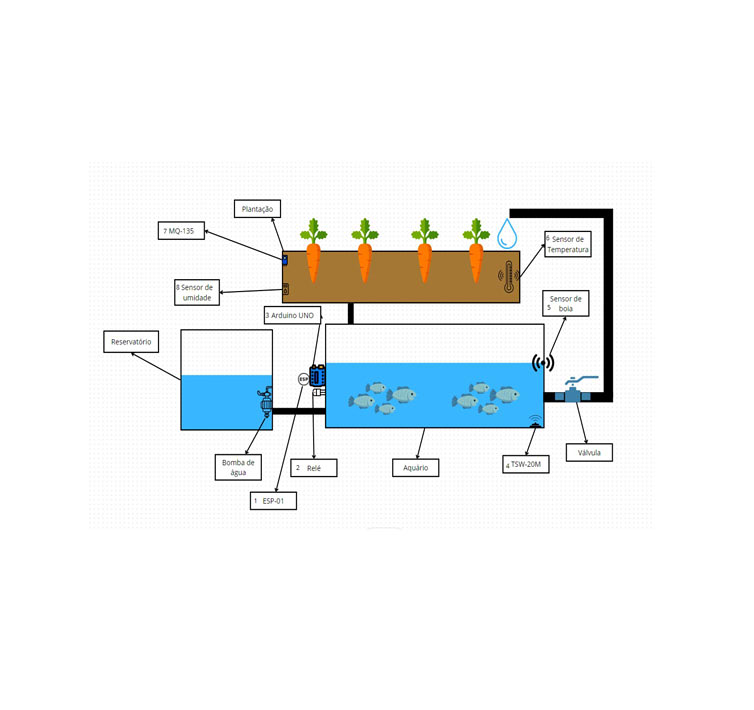 Plantação
7 MQ-135
6 Sensor de
Temperatura
8 Sensor de
umidade
3 Arduino UNO
Sensor de
5 boia
Reservatório
ESP
Bomba de
água
2 Relé
Aquário
4 TSW-20M
Válvula
1 ESP-01